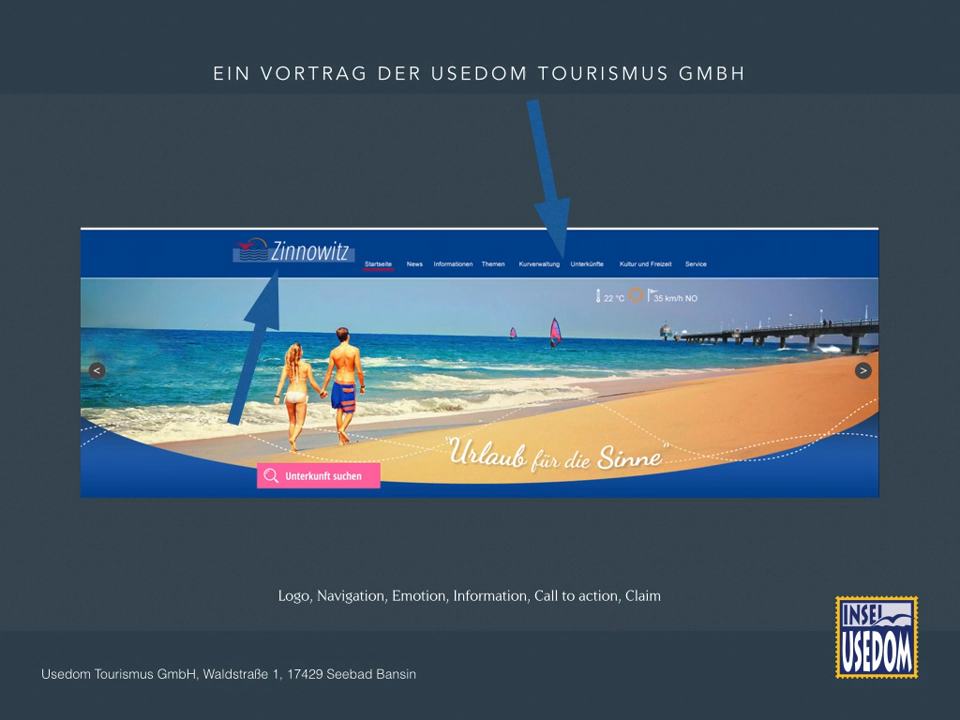 EIN VORTRAG DER USEDOM TOURISMUS GMBH
Zinnowitz
Startseite News Informationen Themen Kurverwaltung Unterkünfte Kultur und Freizeit Service
22 °C 35 km/h NO
< >
"Urlaub für die Sinne"
Unterkunft suchen
Logo, Navigation, Emotion, Information, Call to action, Claim
INSEL
USEDOM
Usedom Tourismus GmbH, Waldstraße 1, 17429 Seebad Bansin